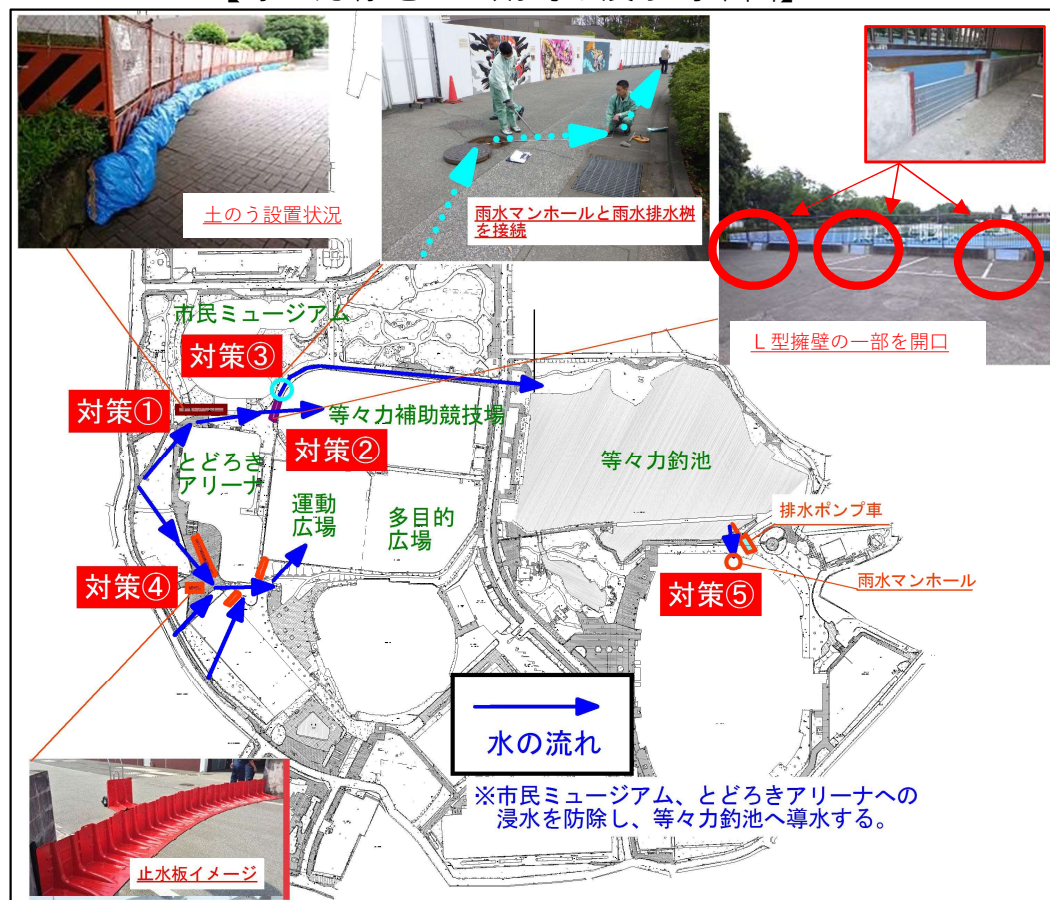 土のう設置状況
雨水マンホールと雨水排水桝
を接続
L型擁壁の一部を開口
市民ミュージアム
対策③
対策①
等々力補助競技場
対策②
とどろき
アリーナ
等々力釣池
運動
広場
多目的
広場
排水ポンプ車
対策④
雨水マンホール
対策⑤
水の流れ
※市民ミュージアム、とどろきアリーナへの
浸水を防除し、等々力釣池へ導水する。
止水板イメージ